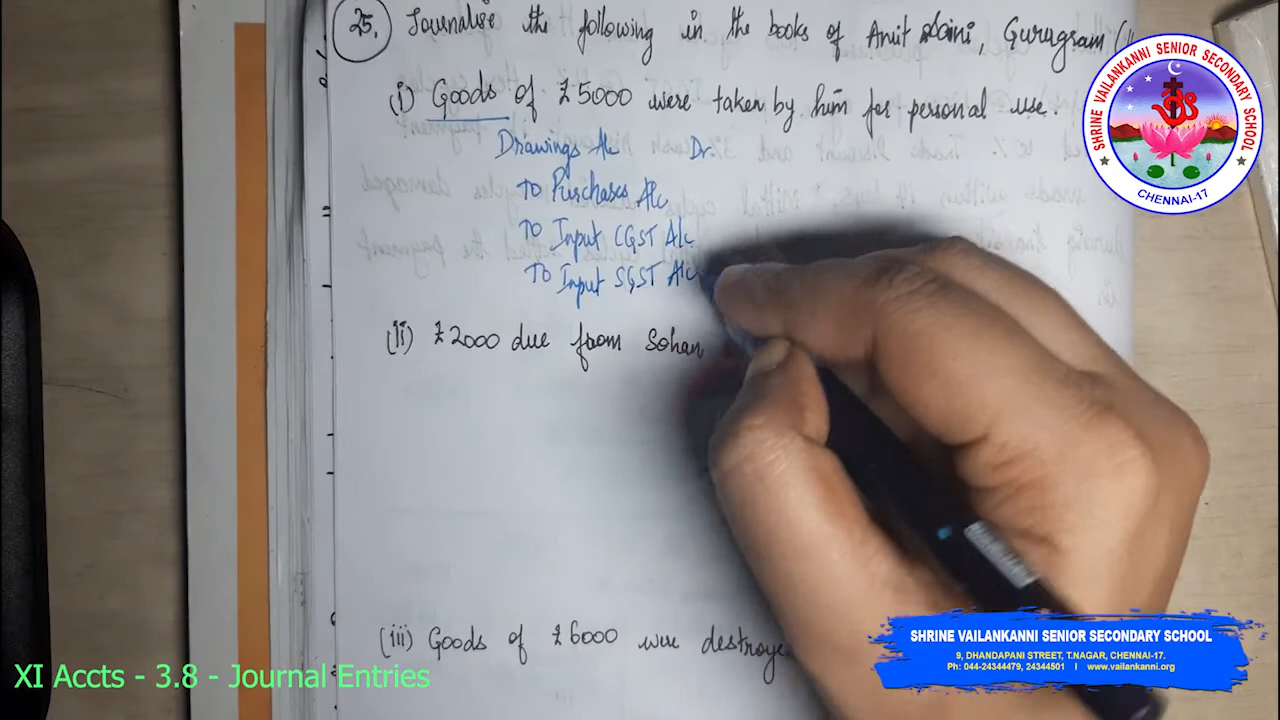 25. Journalise the following in the books of Amit Saini, Gurugram
(i) Goods of ₹5000 were taken by him for personal use.
Drawings A/c Dr.
To Purchases A/c
To Input CGST A/c
To Input SGST A/c
(ii) ₹2000 due from Sohan
(iii) Goods of ₹6000 were destroye
SHRINE VAILANKANNI SENIOR SECONDARY SCHOOL
CHENNAI-17
SHRINE VAILANKANNI SENIOR SECONDARY SCHOOL
9, DHANDAPANI STREET, T.NAGAR, CHENNAI-17.
Ph: 044-24344479, 24344501 | www.vailankanni.org
XI Accts - 3.8 - Journal Entries